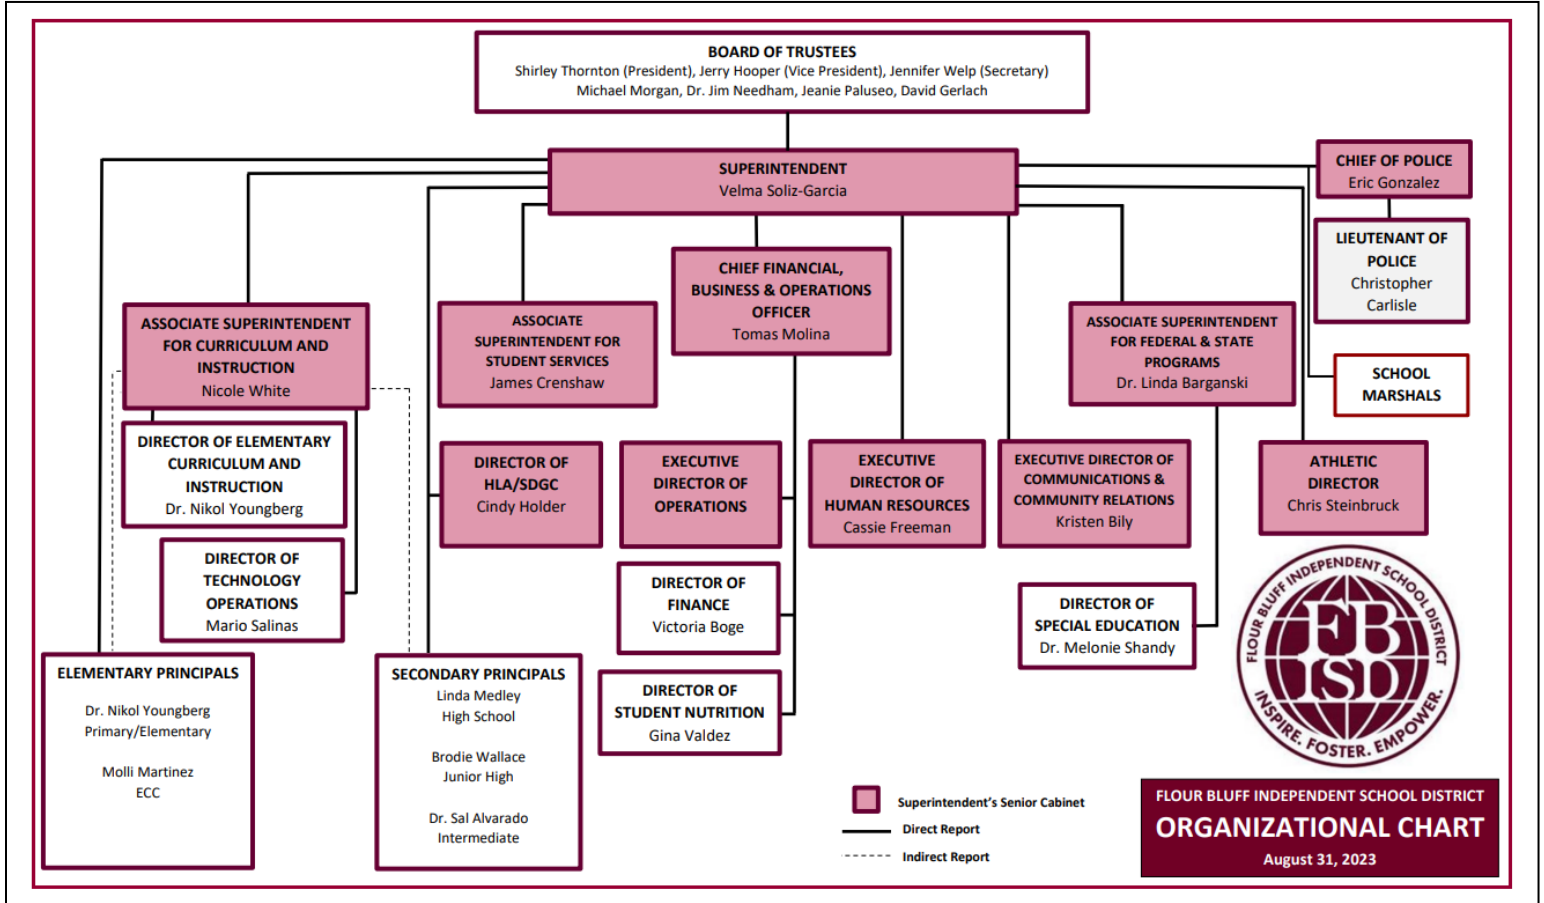 BOARD OF TRUSTEES
Shirley Thornton (President), Jerry Hooper (Vice President), Jennifer Welp (Secretary)
Michael Morgan, Dr. Jim Needham, Jeanie Paluseo, David Gerlach
SUPERINTENDENT
Velma Soliz-Garcia
CHIEF OF POLICE
Eric Gonzalez
LIEUTENANT OF
POLICE
Christopher
Carlisle
SCHOOL
MARSHALS
CHIEF FINANCIAL,
BUSINESS & OPERATIONS
OFFICER
Tomas Molina
ASSOCIATE SUPERINTENDENT
FOR CURRICULUM AND
INSTRUCTION
Nicole White
ASSOCIATE
SUPERINTENDENT FOR
STUDENT SERVICES
James Crenshaw
ASSOCIATE SUPERINTENDENT
FOR FEDERAL & STATE
PROGRAMS
Dr. Linda Barganski
DIRECTOR OF ELEMENTARY
CURRICULUM AND
INSTRUCTION
Dr. Nikol Youngberg
DIRECTOR OF
HLA/SDGC
Cindy Holder
EXECUTIVE
DIRECTOR OF
OPERATIONS
EXECUTIVE
DIRECTOR OF
HUMAN RESOURCES
Cassie Freeman
EXECUTIVE DIRECTOR OF
COMMUNICATIONS &
COMMUNITY RELATIONS
Kristen Bily
ATHLETIC
DIRECTOR
Chris Steinbruck
DIRECTOR OF
TECHNOLOGY
OPERATIONS
Mario Salinas
DIRECTOR OF
FINANCE
Victoria Boge
DIRECTOR OF
SPECIAL EDUCATION
Dr. Melonie Shandy
ELEMENTARY PRINCIPALS
Dr. Nikol Youngberg
Primary/Elementary
Molli Martinez
ECC
SECONDARY PRINCIPALS
Linda Medley
High School
Brodie Wallace
Junior High
Dr. Sal Alvarado
Intermediate
DIRECTOR OF
STUDENT NUTRITION
Gina Valdez
FLOUR BLUFF INDEPENDENT SCHOOL DISTRICT
FB
ISD
INSPIRE. FOSTER. EMPOWER.
Superintendent's Senior Cabinet
Direct Report
Indirect Report
FLOUR BLUFF INDEPENDENT SCHOOL DISTRICT
ORGANIZATIONAL CHART
August 31, 2023